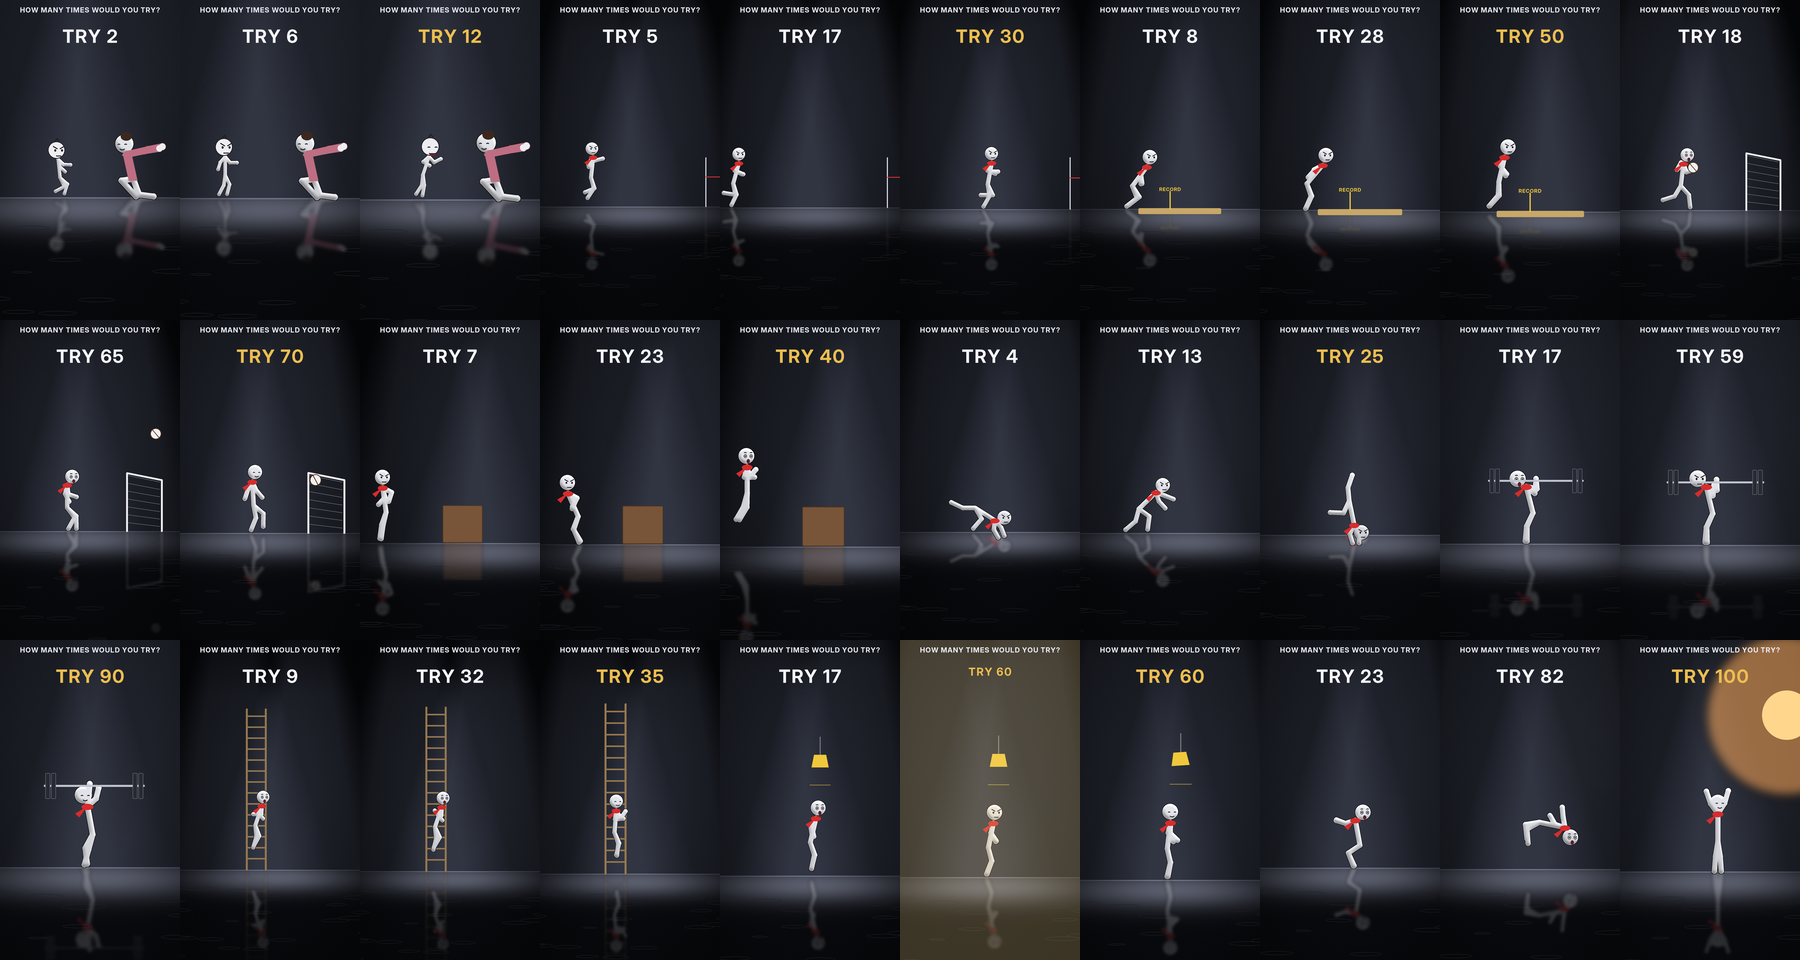 HOW MANY TIMES WOULD YOU TRY?
TRY 2
HOW MANY TIMES WOULD YOU TRY?
TRY 6
HOW MANY TIMES WOULD YOU TRY?
TRY 12
HOW MANY TIMES WOULD YOU TRY?
TRY 5
HOW MANY TIMES WOULD YOU TRY?
TRY 17
HOW MANY TIMES WOULD YOU TRY?
TRY 30
HOW MANY TIMES WOULD YOU TRY?
TRY 8
RECORD
HOW MANY TIMES WOULD YOU TRY?
TRY 28
RECORD
HOW MANY TIMES WOULD YOU TRY?
TRY 50
RECORD
HOW MANY TIMES WOULD YOU TRY?
TRY 18
HOW MANY TIMES WOULD YOU TRY?
TRY 65
HOW MANY TIMES WOULD YOU TRY?
TRY 70
HOW MANY TIMES WOULD YOU TRY?
TRY 7
HOW MANY TIMES WOULD YOU TRY?
TRY 23
HOW MANY TIMES WOULD YOU TRY?
TRY 40
HOW MANY TIMES WOULD YOU TRY?
TRY 4
HOW MANY TIMES WOULD YOU TRY?
TRY 13
HOW MANY TIMES WOULD YOU TRY?
TRY 25
HOW MANY TIMES WOULD YOU TRY?
TRY 17
HOW MANY TIMES WOULD YOU TRY?
TRY 59
HOW MANY TIMES WOULD YOU TRY?
TRY 90
HOW MANY TIMES WOULD YOU TRY?
TRY 9
HOW MANY TIMES WOULD YOU TRY?
TRY 32
HOW MANY TIMES WOULD YOU TRY?
TRY 35
HOW MANY TIMES WOULD YOU TRY?
TRY 17
HOW MANY TIMES WOULD YOU TRY?
TRY 60
HOW MANY TIMES WOULD YOU TRY?
TRY 60
HOW MANY TIMES WOULD YOU TRY?
TRY 23
HOW MANY TIMES WOULD YOU TRY?
TRY 82
HOW MANY TIMES WOULD YOU TRY?
TRY 100